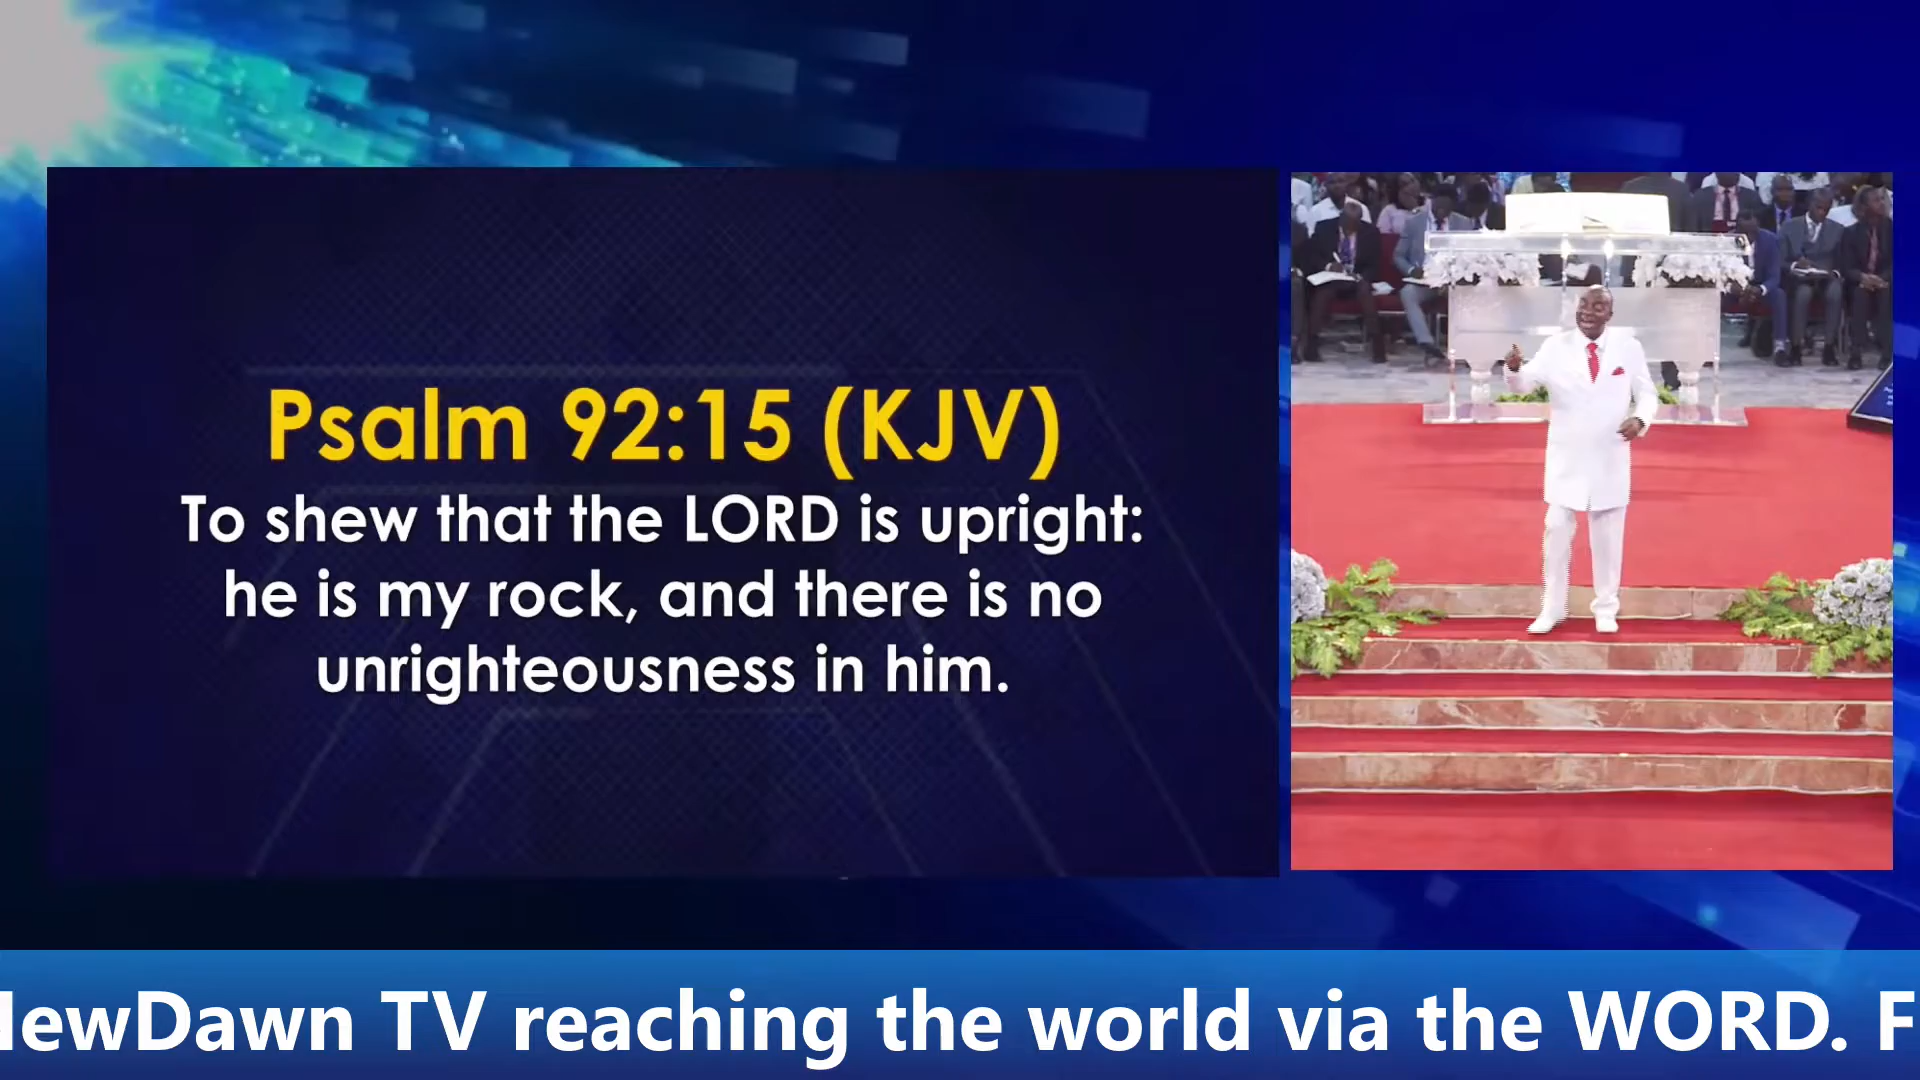 Psalm 92:15 (KJV)
To shew that the LORD is upright:
he is my rock, and there is no
unrighteousness in him.
NewDawn TV reaching the world via the WORD. F